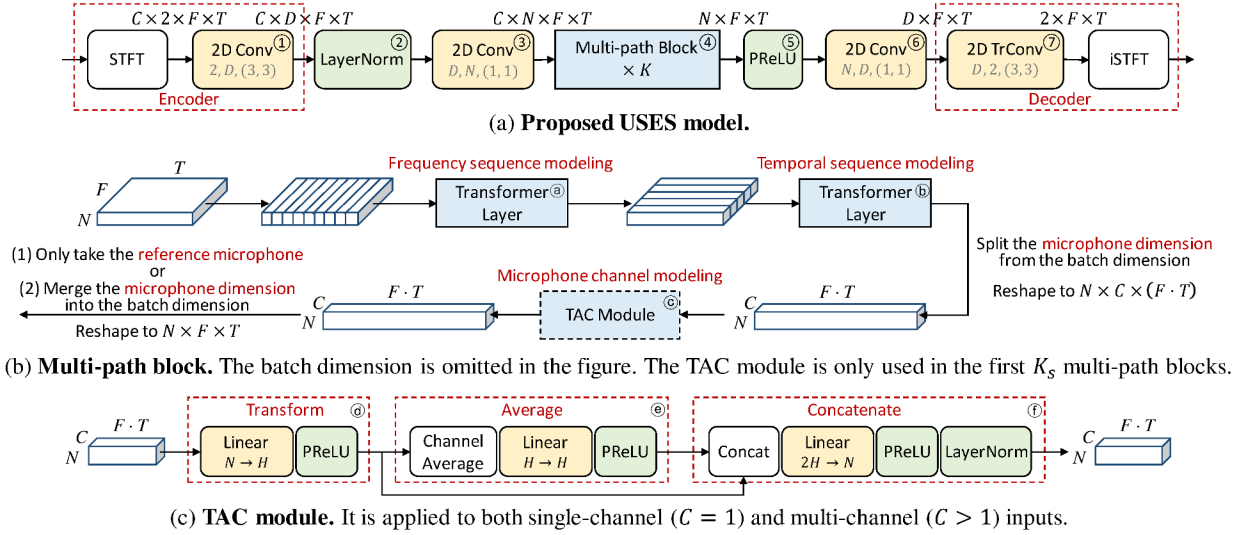 C × 2 × F × T
C × D × F × T
C × N × F × T
N × F × T
D × F × T
2 × F × T
STFT
2D Conv ①
2, D, (3, 3)
LayerNorm ②
2D Conv ③
D, N, (1, 1)
Multi-path Block ④
× K
PReLU ⑤
2D Conv ⑥
N, D, (1, 1)
2D TrConv ⑦
D, 2, (3, 3)
iSTFT
Encoder
Decoder
(a) Proposed USES model.
Frequency sequence modeling
Temporal sequence modeling
T
F
N
Transformer ⓐ
Layer
Transformer ⓑ
Layer
(1) Only take the reference microphone
or
(2) Merge the microphone dimension
into the batch dimension
Reshape to N × F × T
Microphone channel modeling
C
N
F · T
TAC Module ⓒ
C
N
F · T
Split the microphone dimension
from the batch dimension
Reshape to N × C × (F · T)
(b) Multi-path block. The batch dimension is omitted in the figure. The TAC module is only used in the first Kₛ multi-path blocks.
Transform ⓓ
Average ⓔ
Concatenate ⓕ
F · T
C
N
Linear
N → H
PReLU
Channel
Average
Linear
H → H
PReLU
Concat
Linear
2H → N
PReLU
LayerNorm
F · T
C
N
(c) TAC module. It is applied to both single-channel (C = 1) and multi-channel (C > 1) inputs.